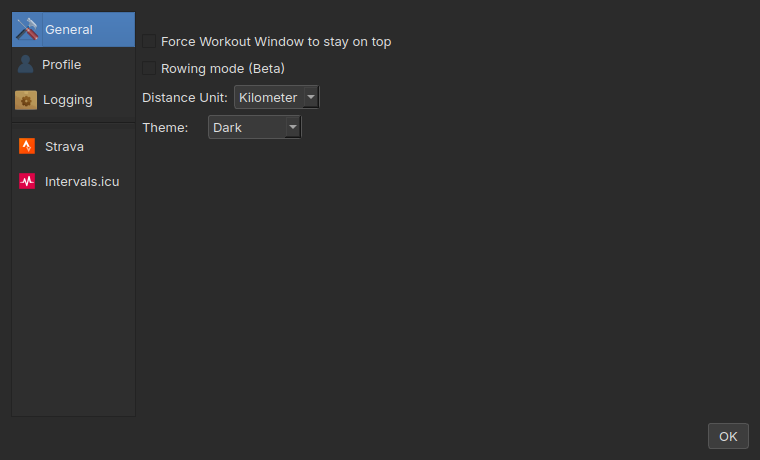 General
Profile
Logging
Strava
Intervals.icu
Force Workout Window to stay on top
Rowing mode (Beta)
Distance Unit: Kilometer
Theme: Dark
OK